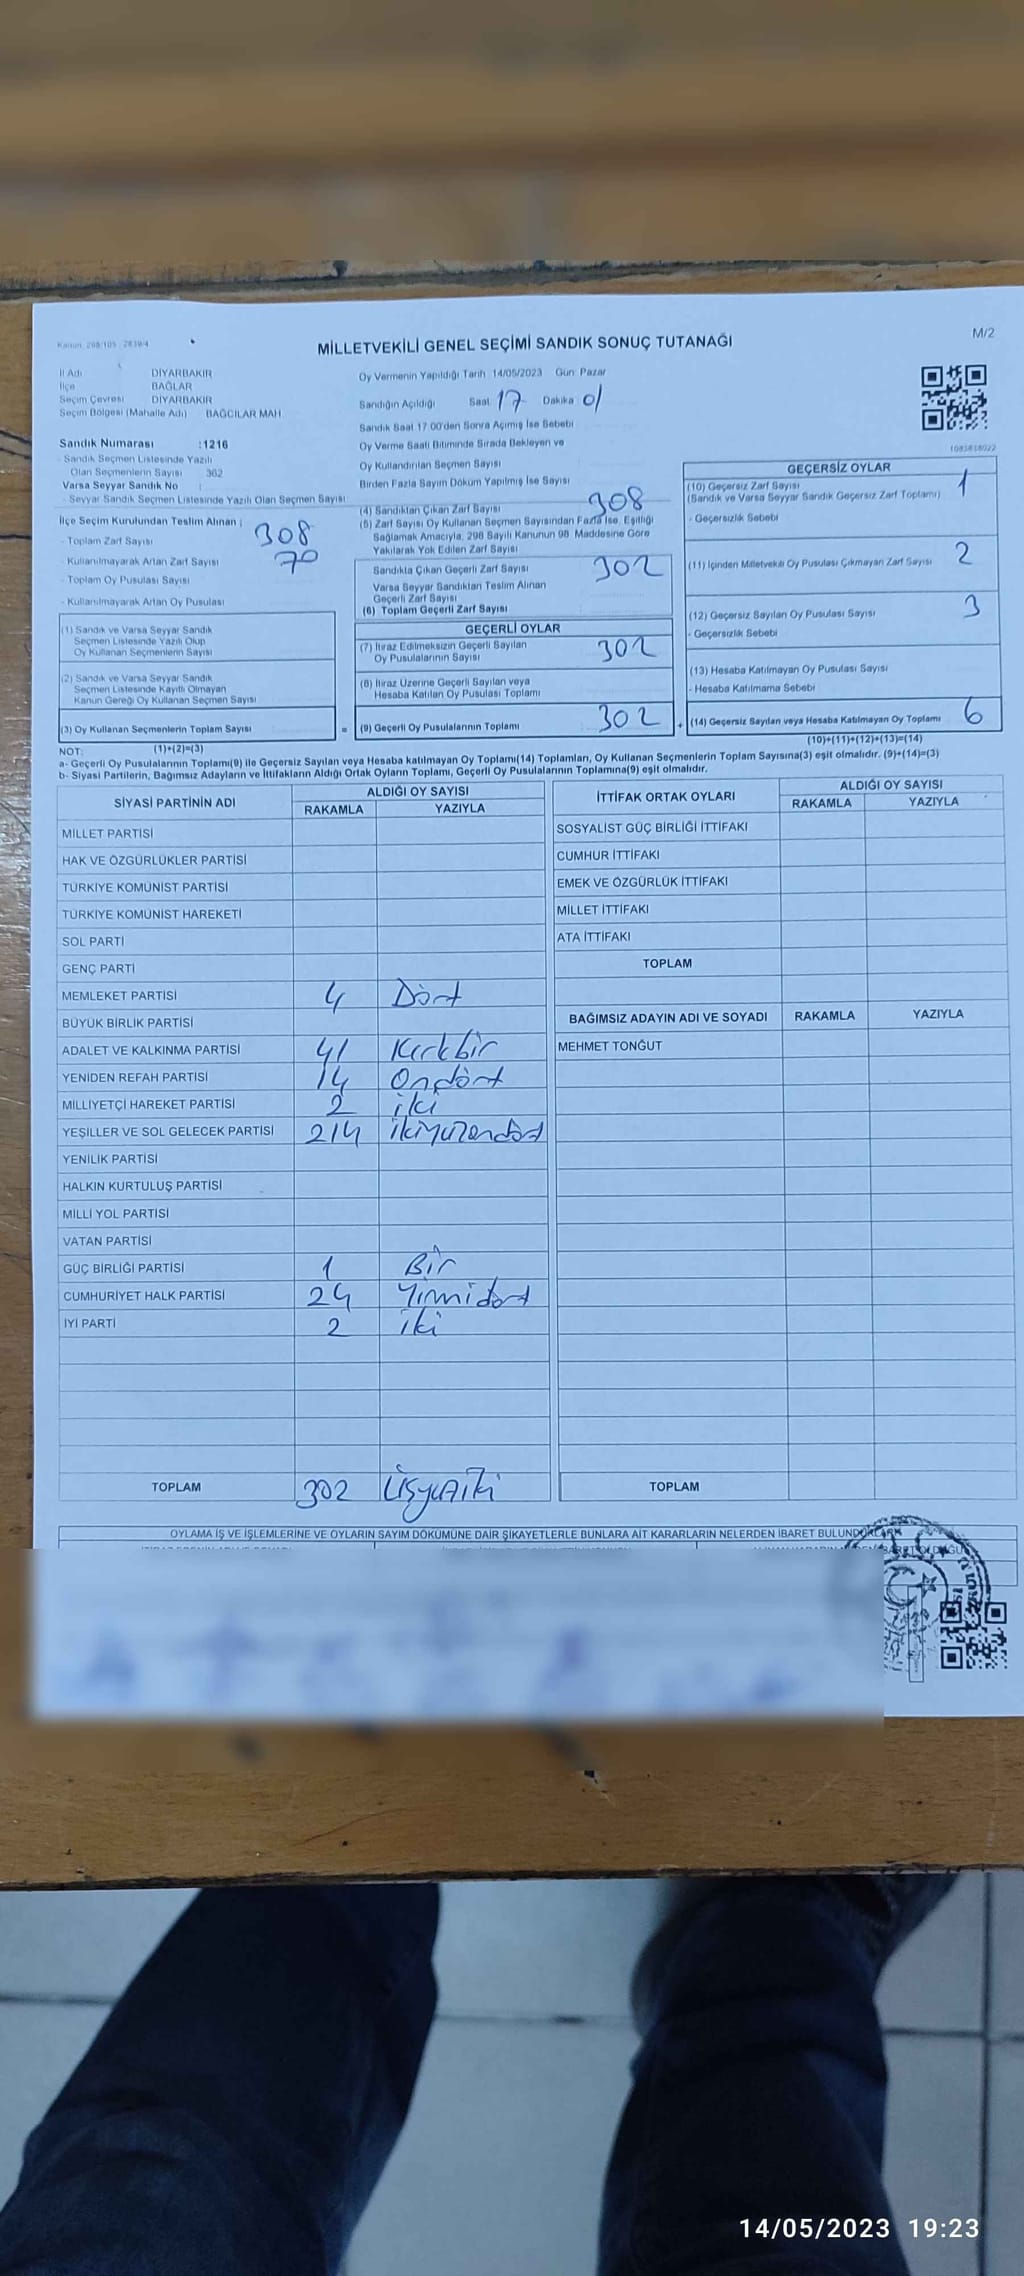 Kanun: 298/105 - 2839/4
MİLLETVEKİLİ GENEL SEÇİMİ SANDIK SONUÇ TUTANAĞI
M/2
İl Adı DİYARBAKIR
İlçe BAĞLAR
Seçim Çevresi DİYARBAKIR
Seçim Bölgesi (Mahalle Adı) BAĞCILAR MAH.
Sandık Numarası :1216
- Sandık Seçmen Listesinde Yazılı
Olan Seçmenlerin Sayısı 362
Varsa Seyyar Sandık No :
- Seyyar Sandık Seçmen Listesinde Yazılı Olan Seçmen Sayısı
İlçe Seçim Kurulundan Teslim Alınan ;
- Toplam Zarf Sayısı 308
- Kullanılmayarak Artan Zarf Sayısı 70
- Toplam Oy Pusulası Sayısı
- Kullanılmayarak Artan Oy Pusulası
(1) Sandık ve Varsa Seyyar Sandık
Seçmen Listesinde Yazılı Olup
Oy Kullanan Seçmenlerin Sayısı
(2) Sandık ve Varsa Seyyar Sandık
Seçmen Listesinde Kayıtlı Olmayan
Kanun Gereği Oy Kullanan Seçmen Sayısı
(3) Oy Kullanan Seçmenlerin Toplam Sayısı
=
Oy Vermenin Yapıldığı Tarih :14/05/2023 Gün: Pazar
Sandığın Açıldığı Saat: 17 Dakika: 01
Sandık Saat 17.00'den Sonra Açılmış İse Sebebi
Oy Verme Saati Bitiminde Sırada Bekleyen ve
Oy Kullandırılan Seçmen Sayısı
Birden Fazla Sayım Döküm Yapılmış İse Sayısı
(4) Sandıktan Çıkan Zarf Sayısı 308
(5) Zarf Sayısı Oy Kullanan Seçmen Sayısından Fazla İse, Eşitliği
Sağlamak Amacıyla, 298 Sayılı Kanunun 98. Maddesine Göre
Yakılarak Yok Edilen Zarf Sayısı
Sandıkta Çıkan Geçerli Zarf Sayısı 302
Varsa Seyyar Sandıktan Teslim Alınan
Geçerli Zarf Sayısı
(6) Toplam Geçerli Zarf Sayısı
GEÇERLİ OYLAR
(7) İtiraz Edilmeksizin Geçerli Sayılan
Oy Pusulalarının Sayısı 302
(8) İtiraz Üzerine Geçerli Sayılan veya
Hesaba Katılan Oy Pusulası Toplamı
(9) Geçerli Oy Pusulalarının Toplamı 302
+
1083838022
GEÇERSİZ OYLAR
(10) Geçersiz Zarf Sayısı 1
(Sandık ve Varsa Seyyar Sandık Geçersiz Zarf Toplamı)
- Geçersizlik Sebebi
(11) İçinden Milletvekili Oy Pusulası Çıkmayan Zarf Sayısı 2
(12) Geçersiz Sayılan Oy Pusulası Sayısı 3
- Geçersizlik Sebebi
(13) Hesaba Katılmayan Oy Pusulası Sayısı
- Hesaba Katılmama Sebebi
(14) Geçersiz Sayılan veya Hesaba Katılmayan Oy Toplamı 6
NOT: (1)+(2)=(3) (10)+(11)+(12)+(13)=(14)
a- Geçerli Oy Pusulalarının Toplamı(9) ile Geçersiz Sayılan veya Hesaba katılmayan Oy Toplamı(14) Toplamları, Oy Kullanan Seçmenlerin Toplam Sayısına(3) eşit olmalıdır. (9)+(14)=(3)
b- Siyasi Partilerin, Bağımsız Adayların ve İttifakların Aldığı Ortak Oyların Toplamı, Geçerli Oy Pusulalarının Toplamına(9) eşit olmalıdır.
SİYASİ PARTİNİN ADI ALDIĞI OY SAYISI
RAKAMLA YAZIYLA
MİLLET PARTİSİ
HAK VE ÖZGÜRLÜKLER PARTİSİ
TÜRKİYE KOMÜNİST PARTİSİ
TÜRKİYE KOMÜNİST HAREKETİ
SOL PARTİ
GENÇ PARTİ
MEMLEKET PARTİSİ 4 Dört
BÜYÜK BİRLİK PARTİSİ
ADALET VE KALKINMA PARTİSİ 41 Kırkbir
YENİDEN REFAH PARTİSİ 14 Ondört
MİLLİYETÇİ HAREKET PARTİSİ 2 iki
YEŞİLLER VE SOL GELECEK PARTİSİ 214 ikiyüzondört
YENİLİK PARTİSİ
HALKIN KURTULUŞ PARTİSİ
MİLLİ YOL PARTİSİ
VATAN PARTİSİ
GÜÇ BİRLİĞİ PARTİSİ 1 Bir
CUMHURİYET HALK PARTİSİ 24 Yirmidört
İYİ PARTİ 2 iki
TOPLAM 302 Üçyüziki
İTTİFAK ORTAK OYLARI ALDIĞI OY SAYISI
RAKAMLA YAZIYLA
SOSYALİST GÜÇ BİRLİĞİ İTTİFAKI
CUMHUR İTTİFAKI
EMEK VE ÖZGÜRLÜK İTTİFAKI
MİLLET İTTİFAKI
ATA İTTİFAKI
TOPLAM
BAĞIMSIZ ADAYIN ADI VE SOYADI RAKAMLA YAZIYLA
MEHMET TONĞUT
TOPLAM
OYLAMA İŞ VE İŞLEMLERİNE VE OYLARIN SAYIM DÖKÜMÜNE DAİR ŞİKAYETLERLE BUNLARA AİT KARARLARIN NELERDEN İBARET BULUNDUKLARI
14/05/2023 19:23